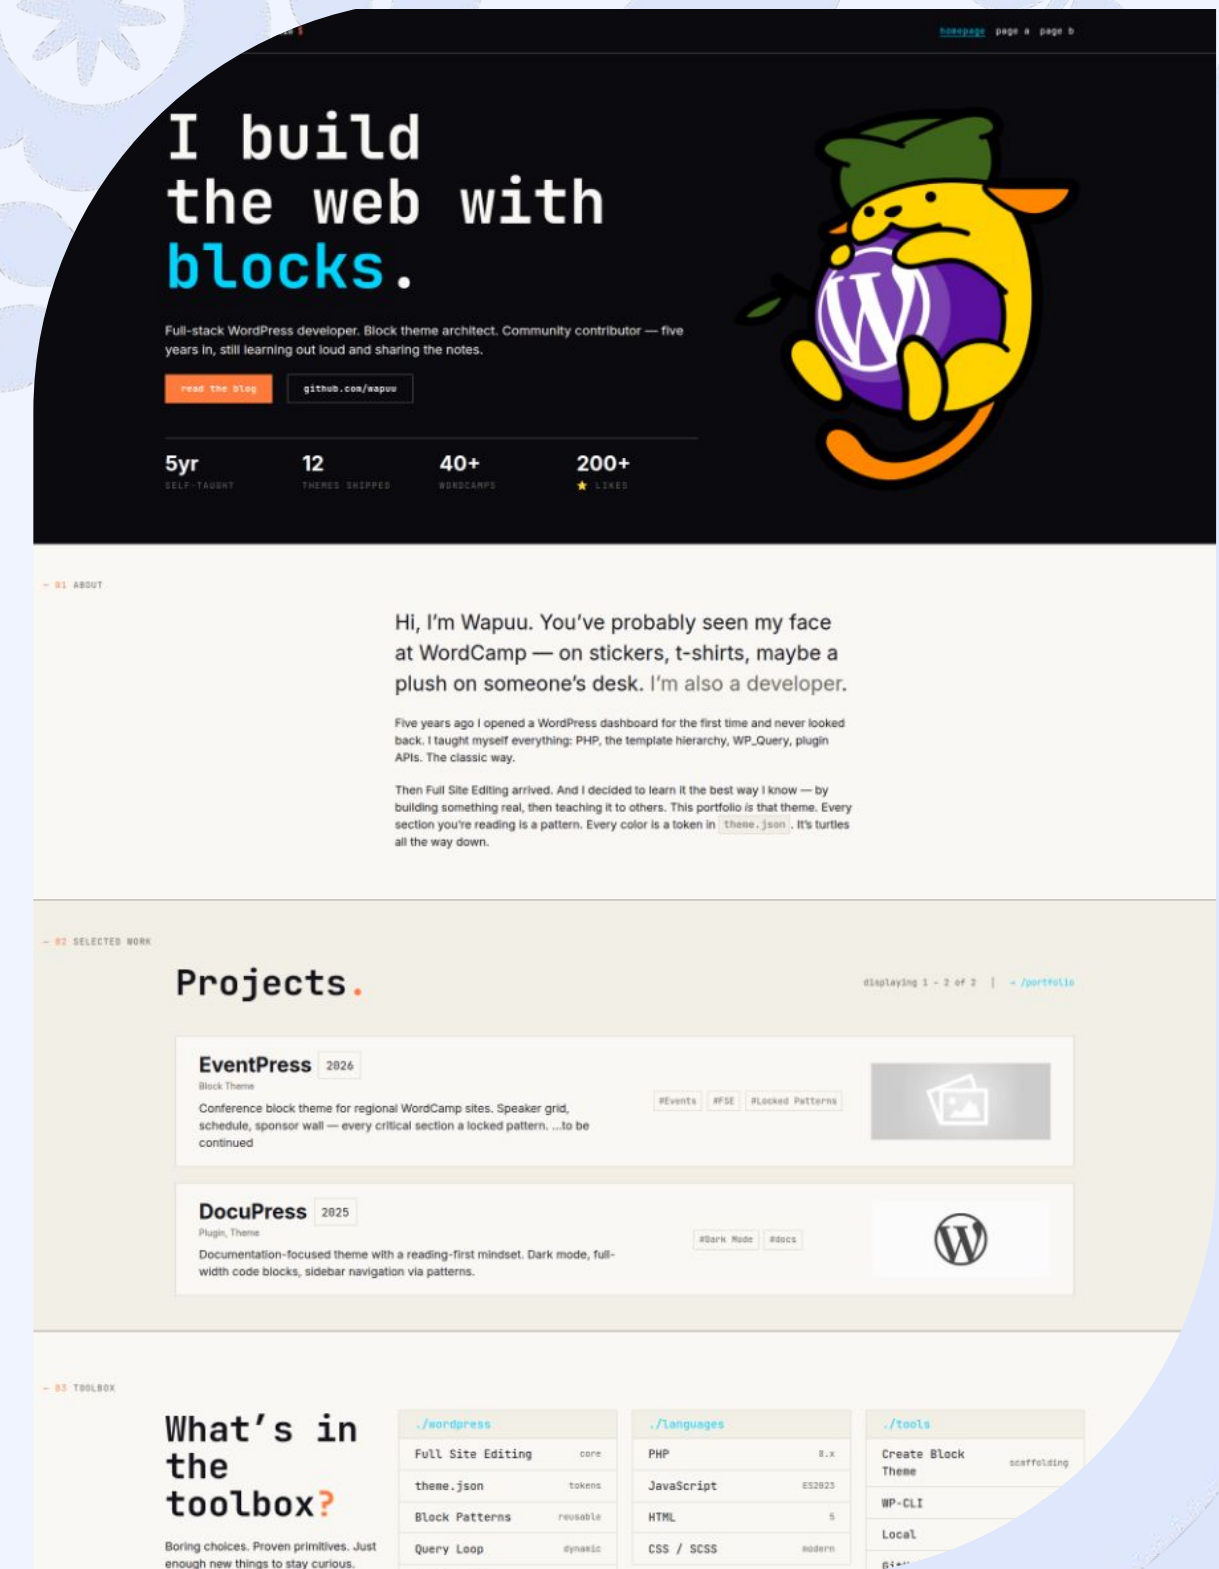 $
homepage page a page b
I build
the web with
blocks.
Full-stack WordPress developer. Block theme architect. Community contributor — five
years in, still learning out loud and sharing the notes.
read the blog
github.com/wapuu
5yr
SELF-TAUGHT
12
THEMES SHIPPED
40+
WORDCAMPS
200+
⭐ LIKES
— 01 ABOUT
Hi, I’m Wapuu. You’ve probably seen my face
at WordCamp — on stickers, t-shirts, maybe a
plush on someone’s desk. I’m also a developer.
Five years ago I opened a WordPress dashboard for the first time and never looked
back. I taught myself everything: PHP, the template hierarchy, WP_Query, plugin
APIs. The classic way.
Then Full Site Editing arrived. And I decided to learn it the best way I know — by
building something real, then teaching it to others. This portfolio is that theme. Every
section you’re reading is a pattern. Every color is a token in theme.json . It’s turtles
all the way down.
— 02 SELECTED WORK
Projects.
displaying 1 – 2 of 2 | → /portfolio
EventPress 2026
Block Theme
Conference block theme for regional WordCamp sites. Speaker grid,
schedule, sponsor wall — every critical section a locked pattern. ...to be
continued
#Events #FSE #Locked Patterns
DocuPress 2025
Plugin, Theme
Documentation-focused theme with a reading-first mindset. Dark mode, full-
width code blocks, sidebar navigation via patterns.
#Dark Mode #docs
— 03 TOOLBOX
What’s in
the
toolbox?
Boring choices. Proven primitives. Just
enough new things to stay curious.
./wordpress
Full Site Editing core
theme.json tokens
Block Patterns reusable
Query Loop dynamic
./languages
PHP 8.x
JavaScript ES2023
HTML 5
CSS / SCSS modern
./tools
Create Block
Theme
scaffolding
WP-CLI
Local